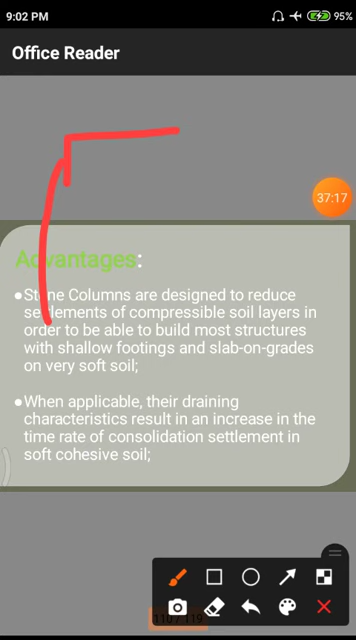 9:02 PM 95%
Office Reader
37:17
Advantages:
●Stone Columns are designed to reduce
settlements of compressible soil layers in
order to be able to build most structures
with shallow footings and slab-on-grades
on very soft soil;
●When applicable, their draining
characteristics result in an increase in the
time rate of consolidation settlement in
soft cohesive soil;
110 / 119